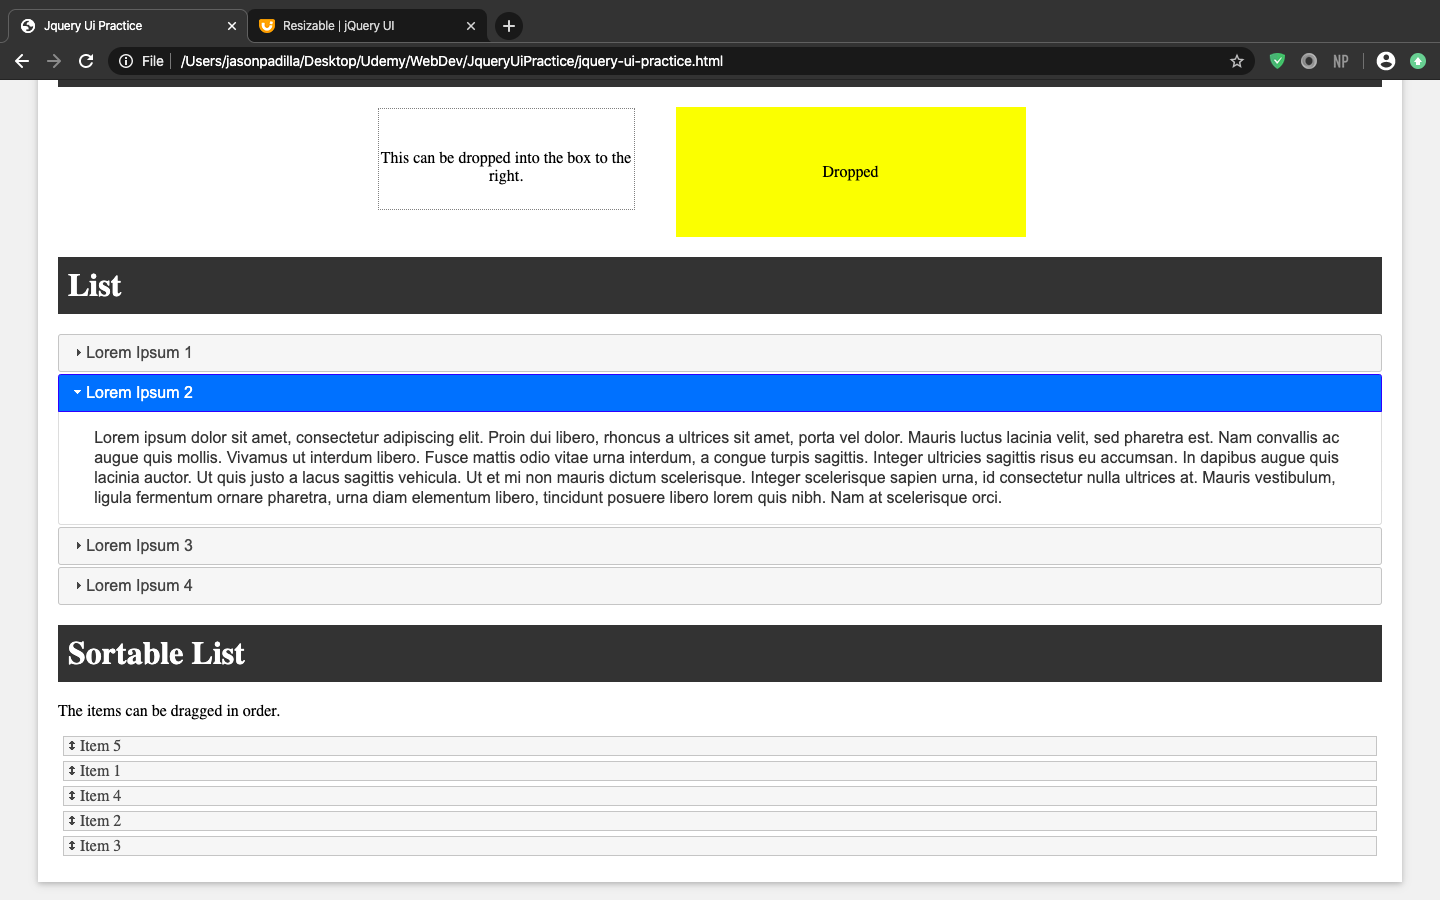 Jquery Ui Practice
Resizable | jQuery UI
File
/Users/jasonpadilla/Desktop/Udemy/WebDev/JqueryUiPractice/jquery-ui-practice.html
NP
This can be dropped into the box to the
right.
Dropped
List
Lorem Ipsum 1
Lorem Ipsum 2
Lorem ipsum dolor sit amet, consectetur adipiscing elit. Proin dui libero, rhoncus a ultrices sit amet, porta vel dolor. Mauris luctus lacinia velit, sed pharetra est. Nam convallis ac
augue quis mollis. Vivamus ut interdum libero. Fusce mattis odio vitae urna interdum, a congue turpis sagittis. Integer ultricies sagittis risus eu accumsan. In dapibus augue quis
lacinia auctor. Ut quis justo a lacus sagittis vehicula. Ut et mi non mauris dictum scelerisque. Integer scelerisque sapien urna, id consectetur nulla ultrices at. Mauris vestibulum,
ligula fermentum ornare pharetra, urna diam elementum libero, tincidunt posuere libero lorem quis nibh. Nam at scelerisque orci.
Lorem Ipsum 3
Lorem Ipsum 4
Sortable List
The items can be dragged in order.
Item 5
Item 1
Item 4
Item 2
Item 3